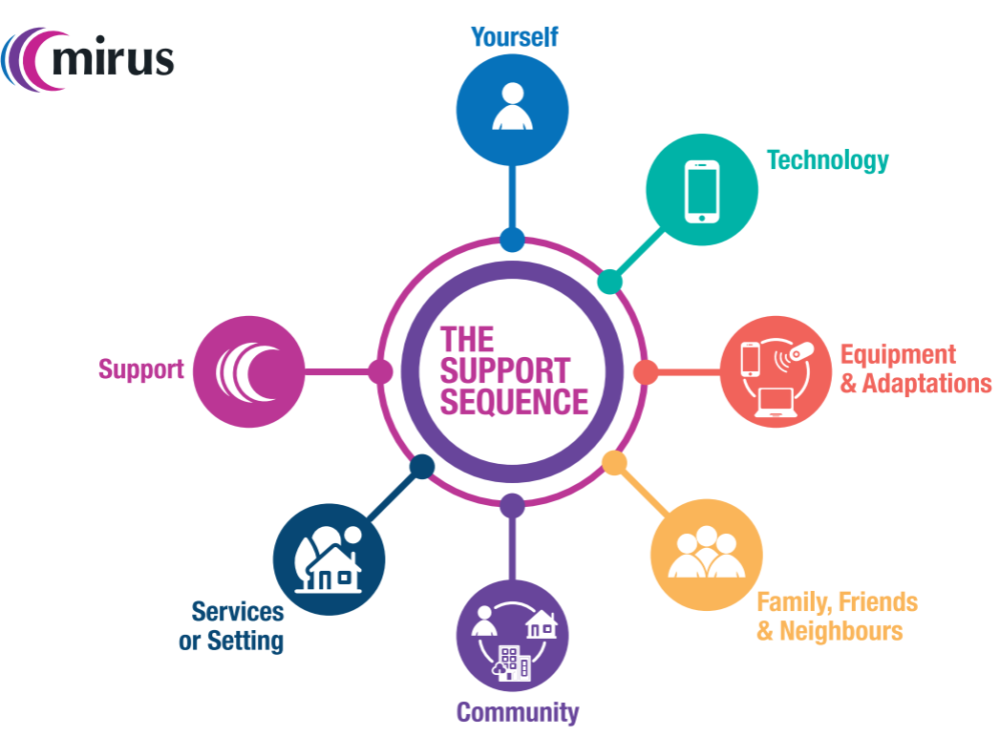 mirus
Yourself
Technology
Equipment
& Adaptations
Family, Friends
& Neighbours
Community
Services
or Setting
Support
THE
SUPPORT
SEQUENCE